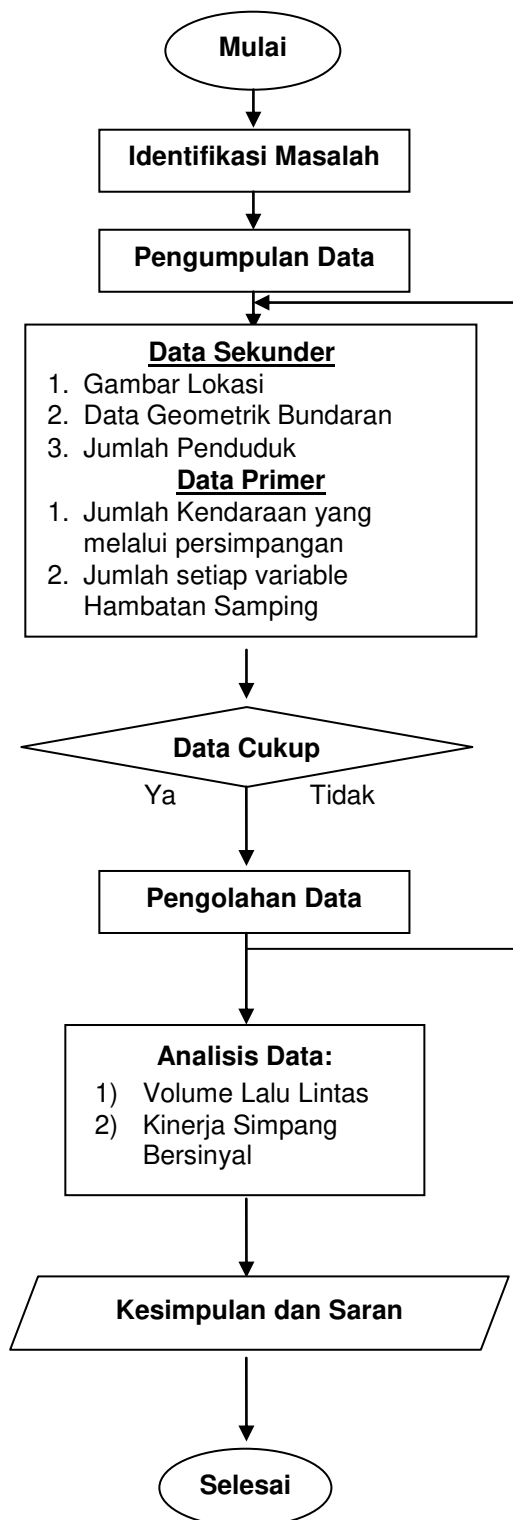 Mulai
Identifikasi Masalah
Pengumpulan Data
Data Sekunder
1. Gambar Lokasi
2. Data Geometrik Bundaran
3. Jumlah Penduduk
Data Primer
1. Jumlah Kendaraan yang
melalui persimpangan
2. Jumlah setiap variable
Hambatan Samping
Data Cukup
Ya Tidak
Pengolahan Data
Analisis Data:
1) Volume Lalu Lintas
2) Kinerja Simpang
Bersinyal
Kesimpulan dan Saran
Selesai